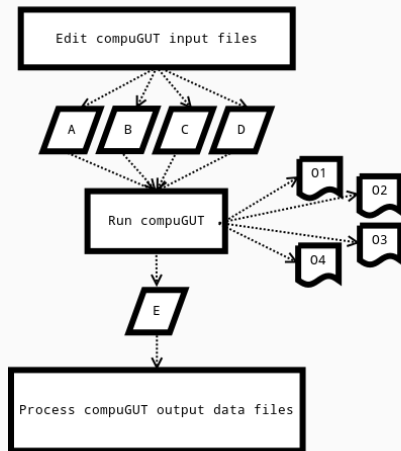 Edit compuGUT input files
A B C D
O1
O2
Run compuGUT
O3
O4
E
Process compuGUT output data files